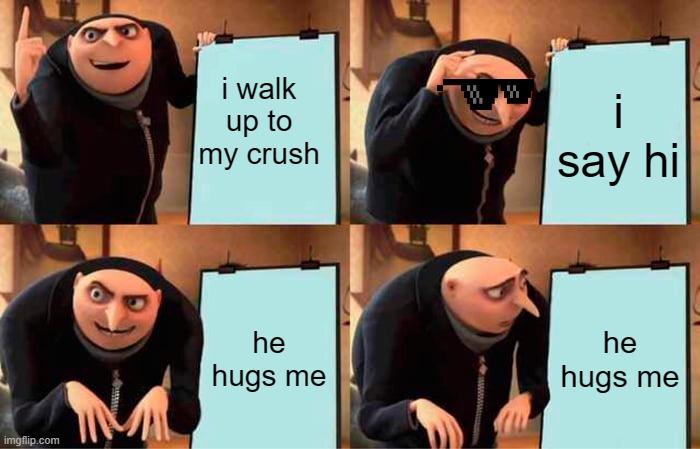 i walk
up to
my crush
i
say hi
he
hugs me
he
hugs me
imgflip.com